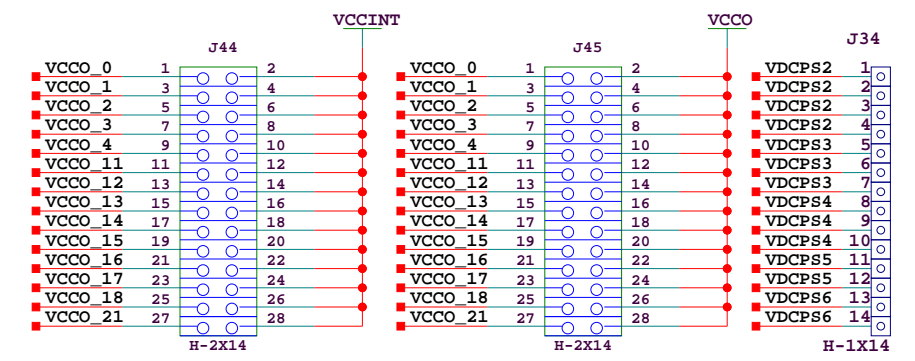 VCCINT VCCO
J44 J45 J34
VCCO_0 1 2 VCCO_0 1 2 VDCPS2 1
VCCO_1 3 4 VCCO_1 3 4 VDCPS2 2
VCCO_2 5 6 VCCO_2 5 6 VDCPS2 3
VCCO_3 7 8 VCCO_3 7 8 VDCPS2 4
VCCO_4 9 10 VCCO_4 9 10 VDCPS3 5
VCCO_11 11 12 VCCO_11 11 12 VDCPS3 6
VCCO_12 13 14 VCCO_12 13 14 VDCPS3 7
VCCO_13 15 16 VCCO_13 15 16 VDCPS4 8
VCCO_14 17 18 VCCO_14 17 18 VDCPS4 9
VCCO_15 19 20 VCCO_15 19 20 VDCPS4 10
VCCO_16 21 22 VCCO_16 21 22 VDCPS5 11
VCCO_17 23 24 VCCO_17 23 24 VDCPS5 12
VCCO_18 25 26 VCCO_18 25 26 VDCPS6 13
VCCO_21 27 28 VCCO_21 27 28 VDCPS6 14
H-2X14 H-2X14 H-1X14